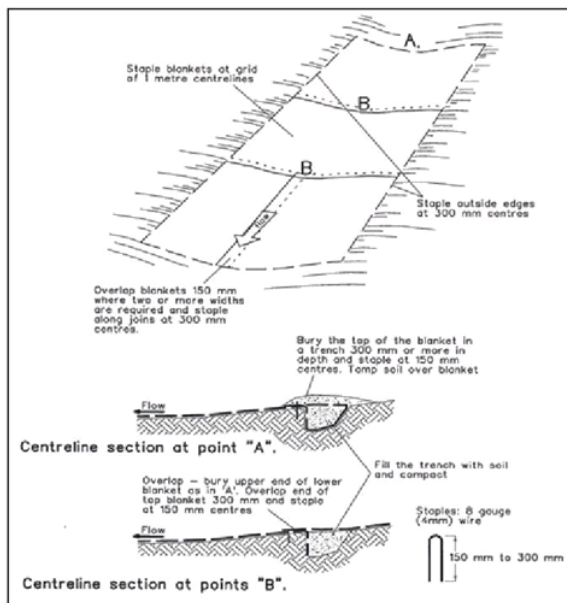 A.
Staple blankets at grid
of 1 metre centrelines
B.
B.
Staple outside edges
at 300 mm centres
Flow
Overlap blankets 150 mm
where two or more widths
are required and staple
along joins at 300 mm
centres.
Bury the top of the blanket in
a trench 300 mm or more in
depth and staple at 150 mm
centres. Tamp soil over blanket
Flow
Centreline section at point "A".
Fill the trench with soil
and compact
Overlap – bury upper end of lower
blanket as in 'A'. Overlap end of
top blanket 300 mm and staple
at 150 mm centres
Flow
Staples: 8 gauge
(4mm) wire
150 mm to 300 mm
Centreline section at points "B".